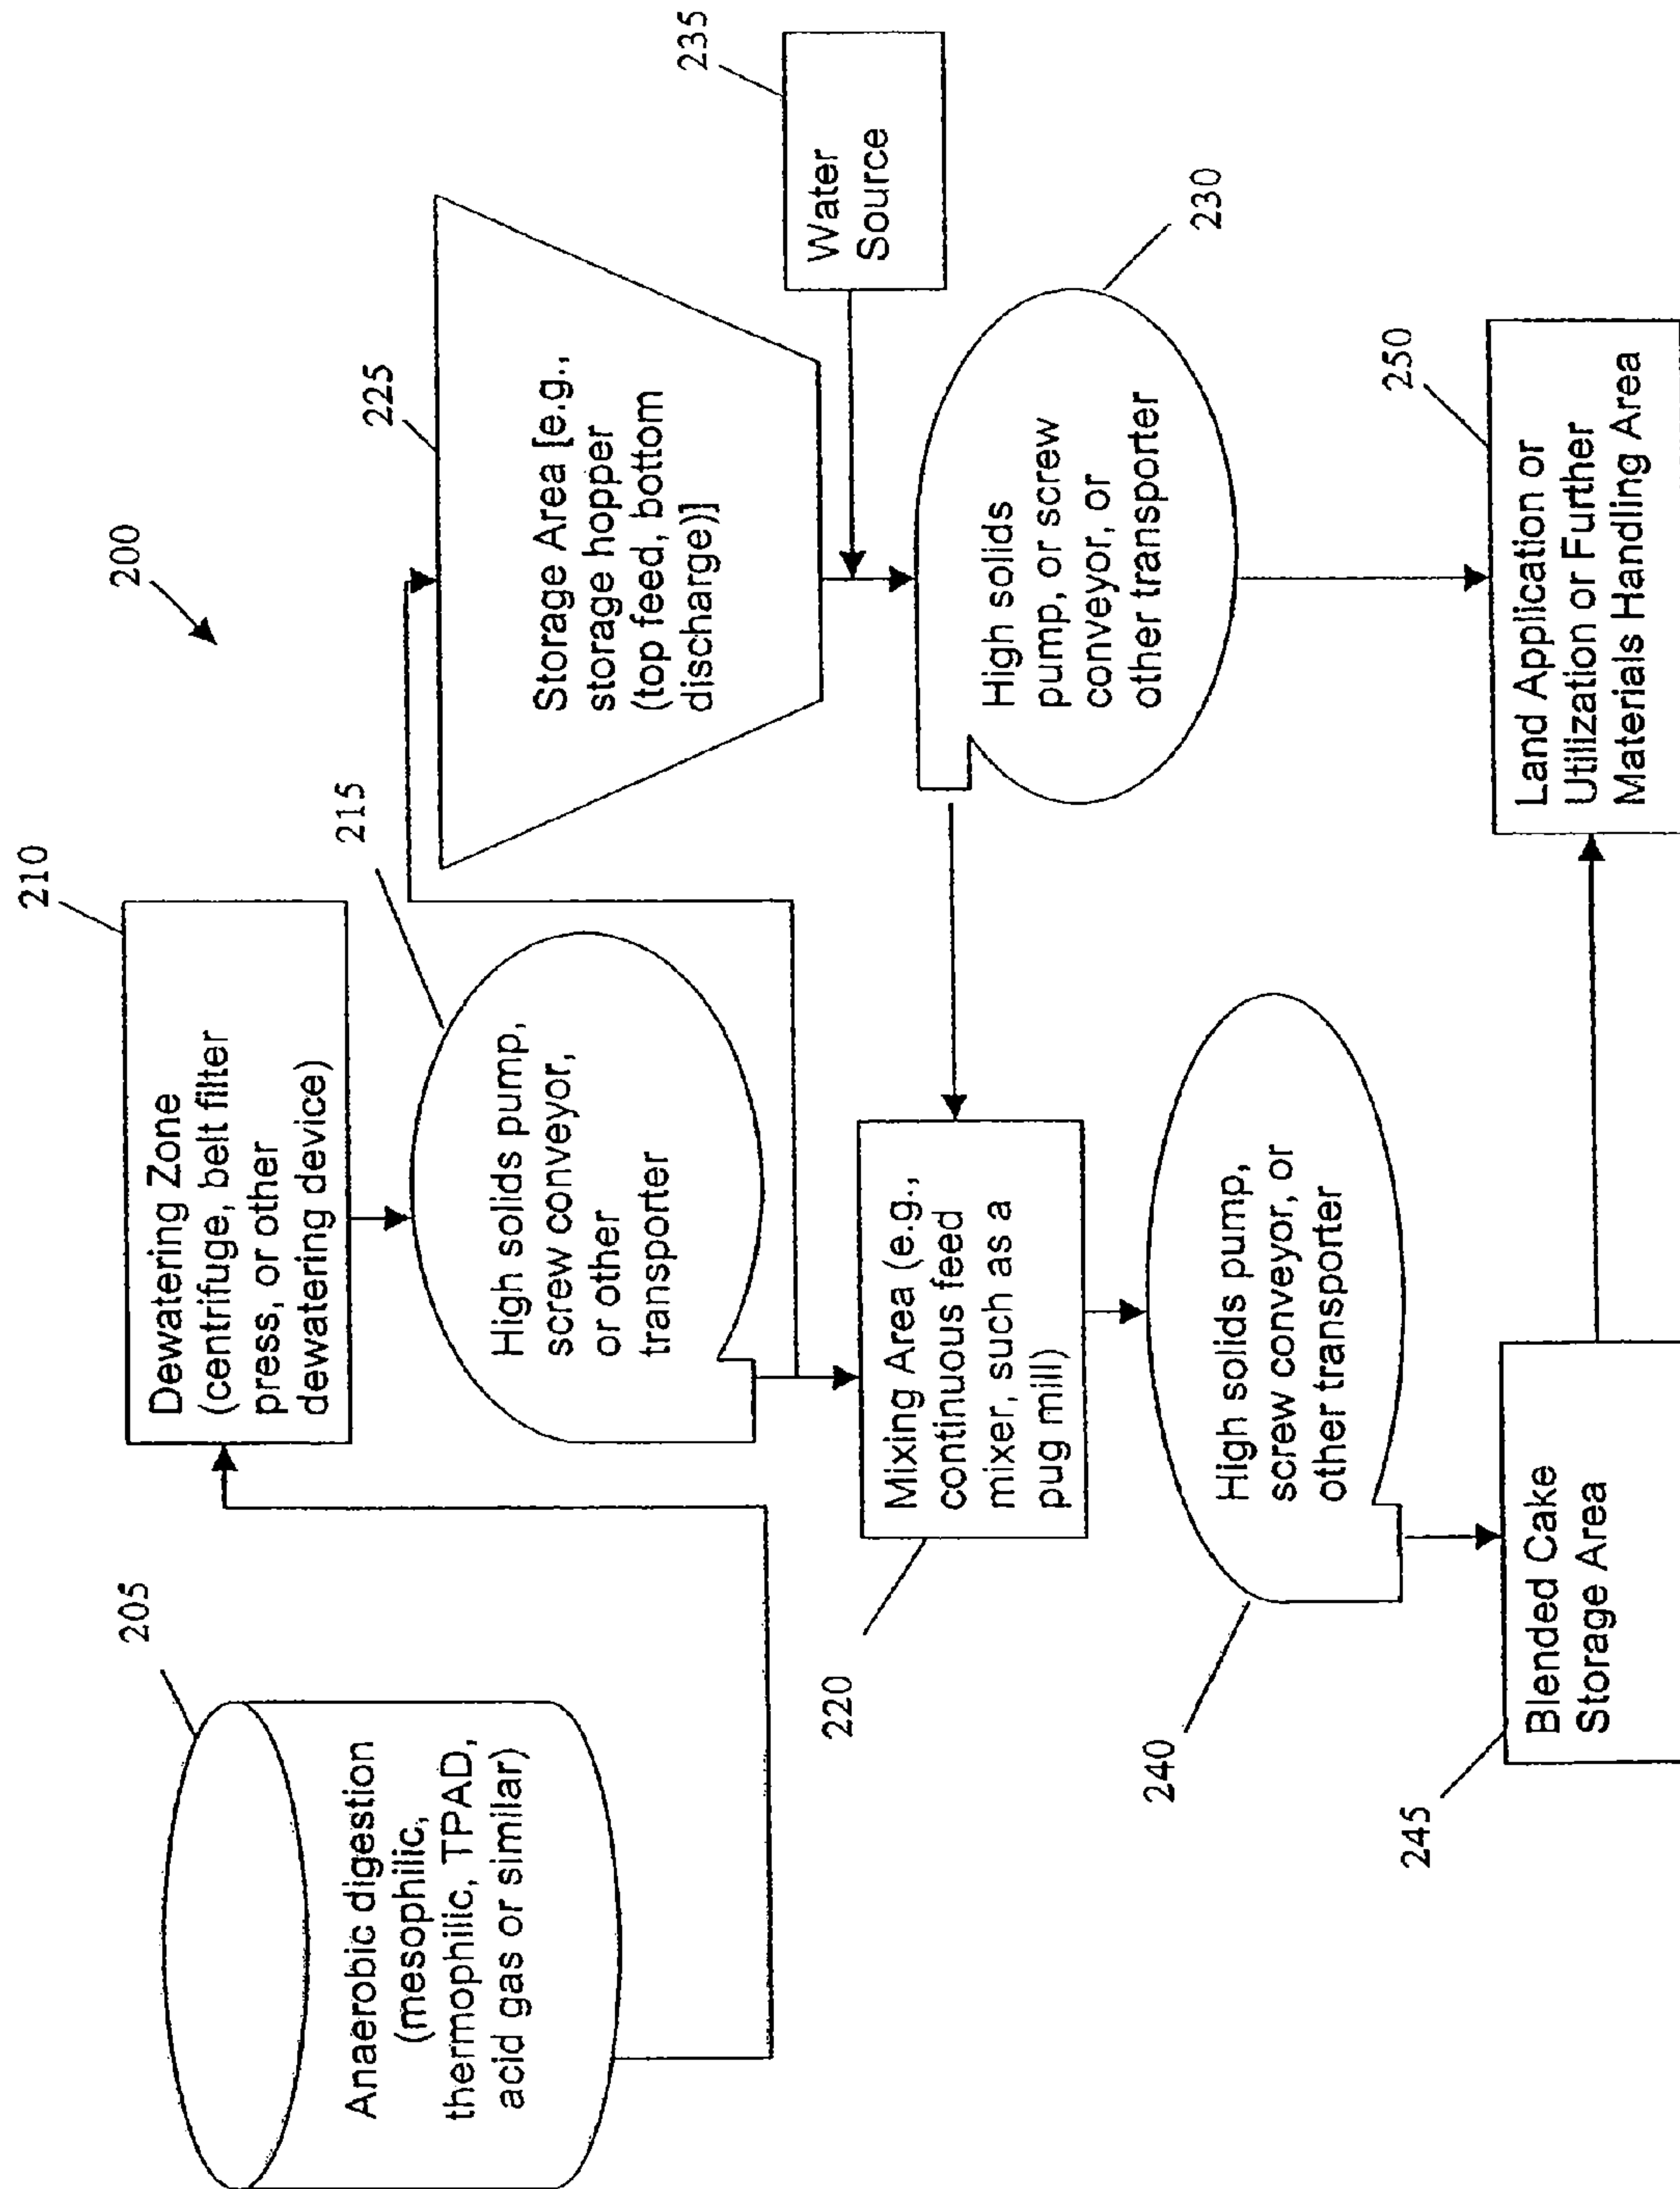 200
205
Anaerobic digestion
(mesophilic,
thermophilic, TPAD,
acid gas or similar)
210
Dewatering Zone
(centrifuge, belt filter
press, or other
dewatering device)
215
High solids pump,
screw conveyor,
or other
transporter
225
Storage Area [e.g.,
storage hopper
(top feed, bottom
discharge)]
235
Water
Source
220
Mixing Area (e.g.,
continuous feed
mixer, such as a
pug mill)
230
High solids
pump, or screw
conveyor, or
other transporter
240
High solids pump,
screw conveyor, or
other transporter
245
Blended Cake
Storage Area
250
Land Application or
Utilization or Further
Materials Handling Area